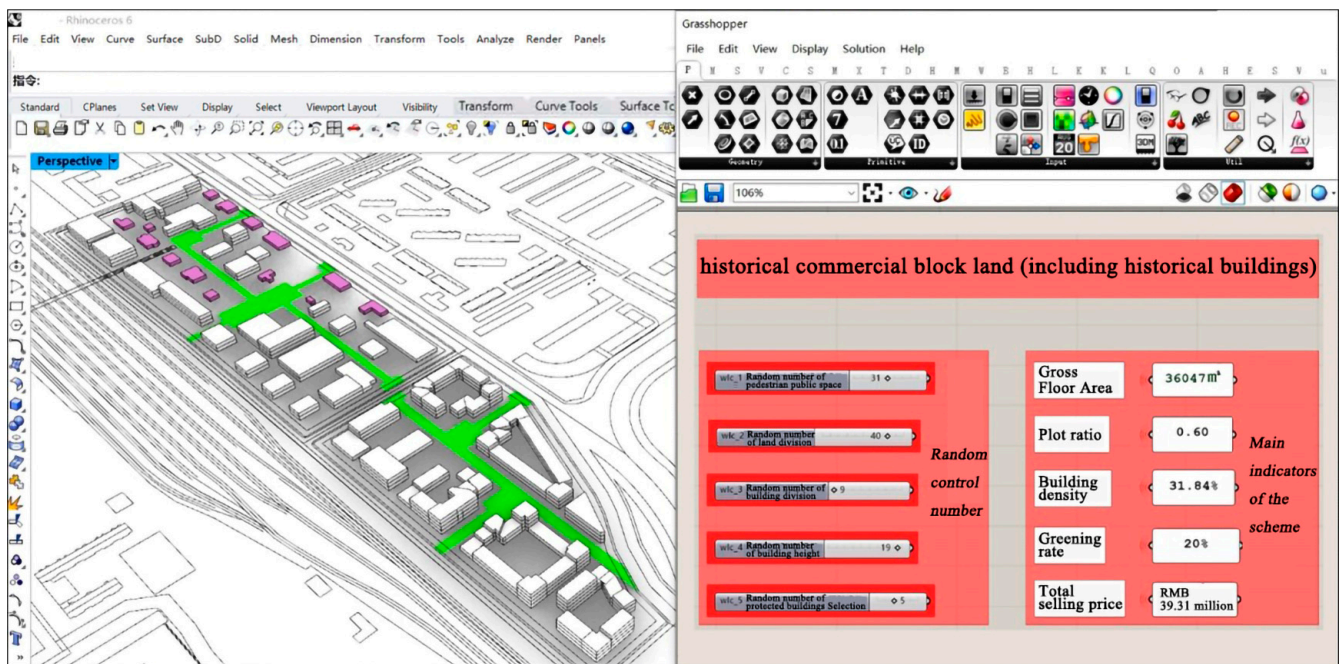 - Rhinoceros 6
File Edit View Curve Surface SubD Solid Mesh Dimension Transform Tools Analyze Render Panels
指令:
Standard CPlanes Set View Display Select Viewport Layout Visibility Transform Curve Tools Surface Tc
Perspective
Grasshopper
File Edit View Display Solution Help
P M S V C S M X T D H M W B H L K K L Q O A H E S V u
Geometry Primitive Input Util
106%
historical commercial block land (including historical buildings)
wlc_1 Random number of
pedestrian public space
31
wlc_2 Random number
of land division
40
wlc_3 Random number of
building division
9
wlc_4 Random number
of building height
19
wlc_5 Random number of
protected buildings Selection
5
Random
control
number
Gross
Floor Area
36047m²
Plot ratio
0.60
Building
density
31.84%
Greening
rate
20%
Total
selling price
RMB
39.31 million
Main
indicators
of the
scheme